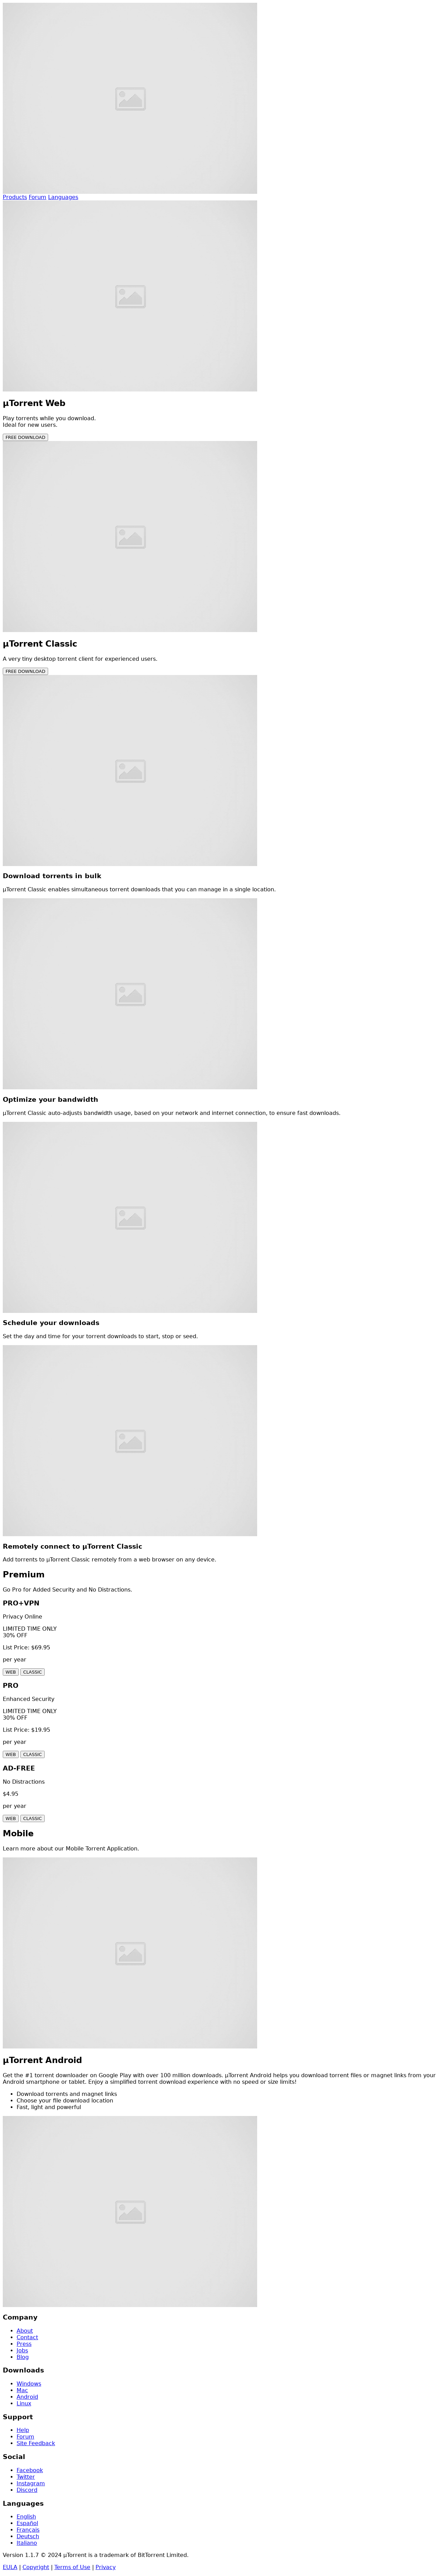 Products Forum Languages
µTorrent Web
Play torrents while you download.
Ideal for new users.
FREE DOWNLOAD
µTorrent Classic
A very tiny desktop torrent client for experienced users.
FREE DOWNLOAD
Download torrents in bulk
µTorrent Classic enables simultaneous torrent downloads that you can manage in a single location.
Optimize your bandwidth
µTorrent Classic auto-adjusts bandwidth usage, based on your network and internet connection, to ensure fast downloads.
Schedule your downloads
Set the day and time for your torrent downloads to start, stop or seed.
Remotely connect to µTorrent Classic
Add torrents to µTorrent Classic remotely from a web browser on any device.
Premium
Go Pro for Added Security and No Distractions.
PRO+VPN
Privacy Online
LIMITED TIME ONLY
30% OFF
List Price: $69.95
per year
WEB CLASSIC
PRO
Enhanced Security
LIMITED TIME ONLY
30% OFF
List Price: $19.95
per year
WEB CLASSIC
AD-FREE
No Distractions
$4.95
per year
WEB CLASSIC
Mobile
Learn more about our Mobile Torrent Application.
µTorrent Android
Get the #1 torrent downloader on Google Play with over 100 million downloads. µTorrent Android helps you download torrent files or magnet links from your
Android smartphone or tablet. Enjoy a simplified torrent download experience with no speed or size limits!
• Download torrents and magnet links
• Choose your file download location
• Fast, light and powerful
Company
• About
• Contact
• Press
• Jobs
• Blog
Downloads
• Windows
• Mac
• Android
• Linux
Support
• Help
• Forum
• Site Feedback
Social
• Facebook
• Twitter
• Instagram
• Discord
Languages
• English
• Español
• Français
• Deutsch
• Italiano
Version 1.1.7 © 2024 µTorrent is a trademark of BitTorrent Limited.
EULA | Copyright | Terms of Use | Privacy